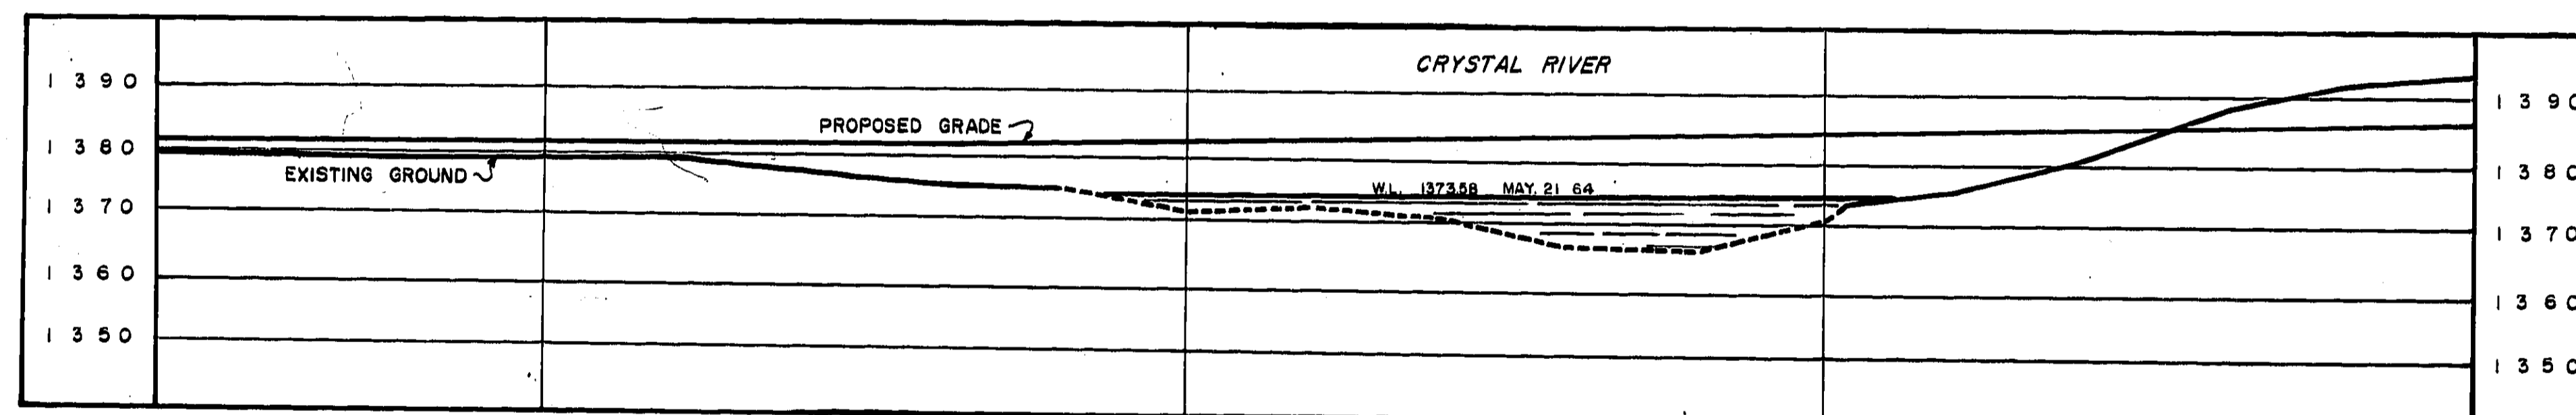 CRYSTAL RIVER
1390
1390
PROPOSED GRADE
1380
1380
EXISTING GROUND
W.L. 1373.58 MAY. 21 64
1370
1370
1360
1360
1350
1350